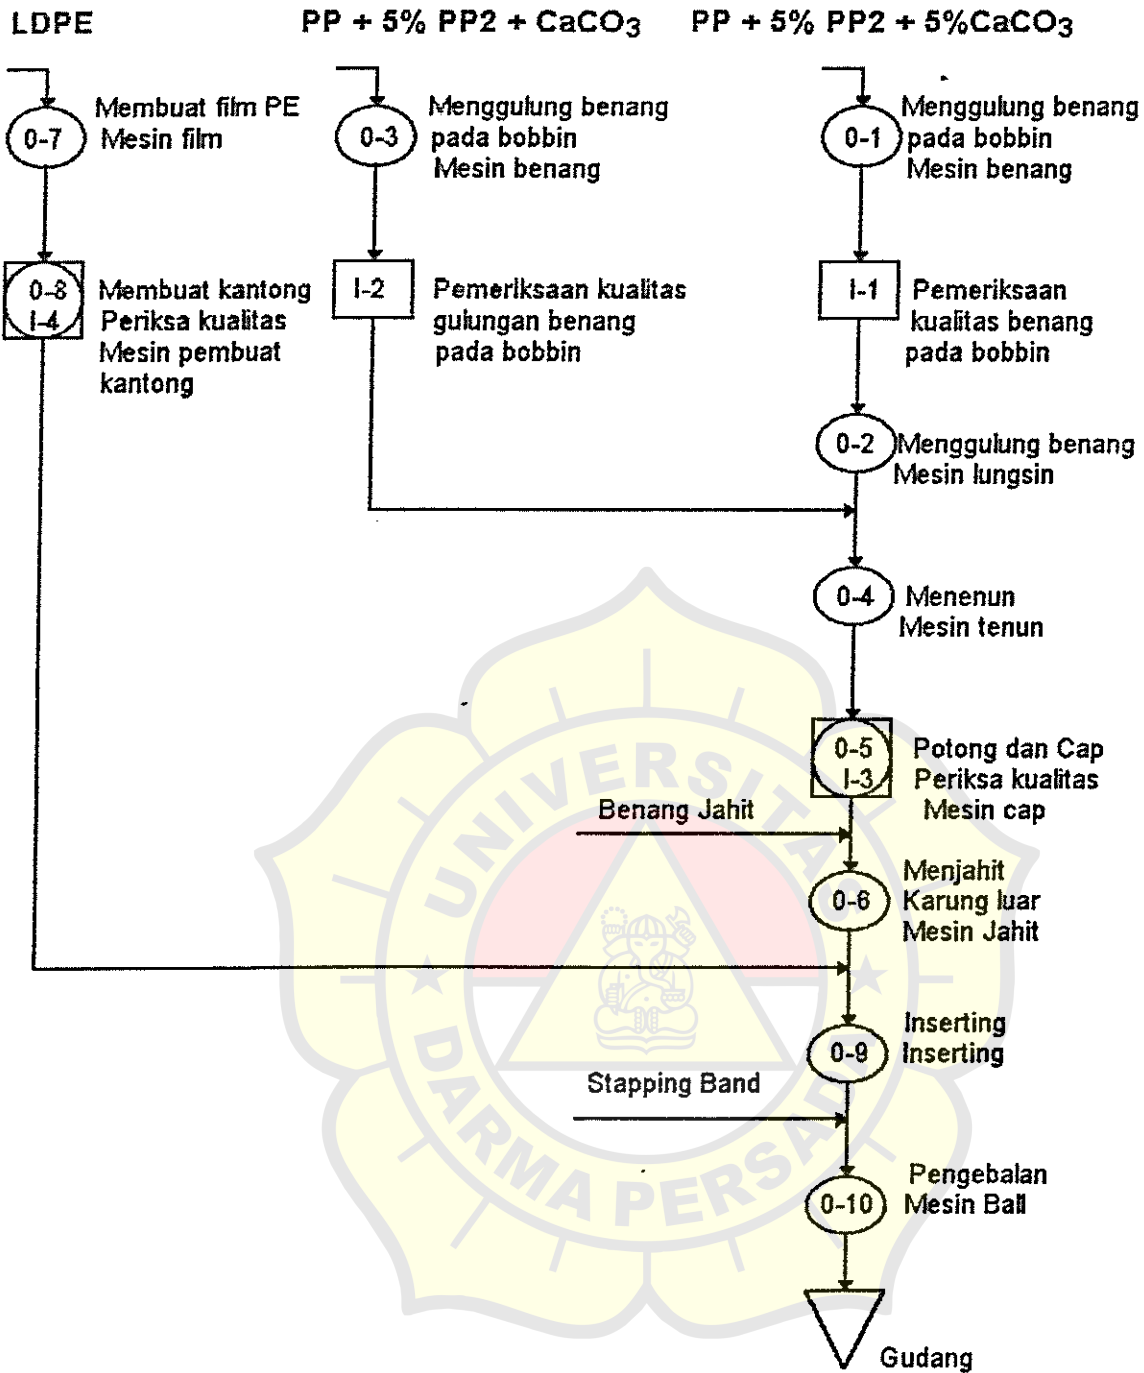 LDPE
PP + 5% PP2 + CaCO3
PP + 5% PP2 + 5%CaCO3
0-7
Membuat film PE
Mesin film
0-3
Menggulung benang
pada bobbin
Mesin benang
0-1
Menggulung benang
pada bobbin
Mesin benang
0-8
I-4
Membuat kantong
Periksa kualitas
Mesin pembuat
kantong
I-2
Pemeriksaan kualitas
gulungan benang
pada bobbin
I-1
Pemeriksaan
kualitas benang
pada bobbin
0-2
Menggulung benang
Mesin lungsin
0-4
Menenun
Mesin tenun
0-5
I-3
Potong dan Cap
Periksa kualitas
Mesin cap
Benang Jahit
0-6
Menjahit
Karung luar
Mesin Jahit
0-9
Inserting
Inserting
Stapping Band
0-10
Pengebalan
Mesin Ball
Gudang
UNIVERSITAS
DARMA PERSADA